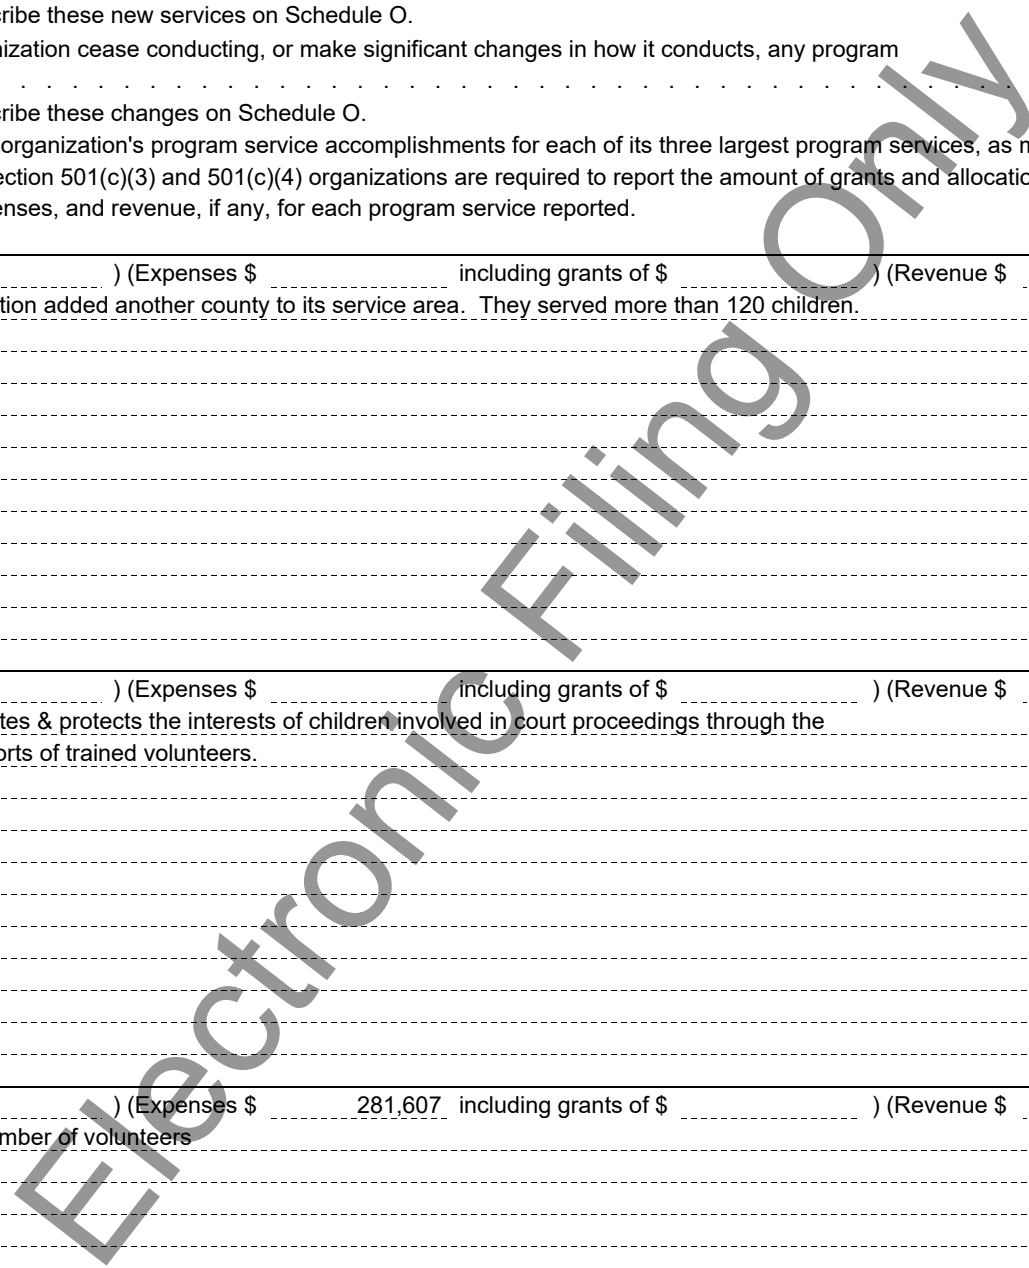 cribe these new services on Schedule O.
nization cease conducting, or make significant changes in how it conducts, any program
. . . . . . . . . . . . . . . . . . . . . . . . . . . . . . . . . . . . . . .
cribe these changes on Schedule O.
organization's program service accomplishments for each of its three largest program services, as m
ection 501(c)(3) and 501(c)(4) organizations are required to report the amount of grants and allocatio
enses, and revenue, if any, for each program service reported.
) (Expenses $ including grants of $ ) (Revenue $
tion added another county to its service area. They served more than 120 children.
) (Expenses $ including grants of $ ) (Revenue $
tes & protects the interests of children involved in court proceedings through the
orts of trained volunteers.
) (Expenses $ 281,607 including grants of $ ) (Revenue $
mber of volunteers
Electronic Filing Only